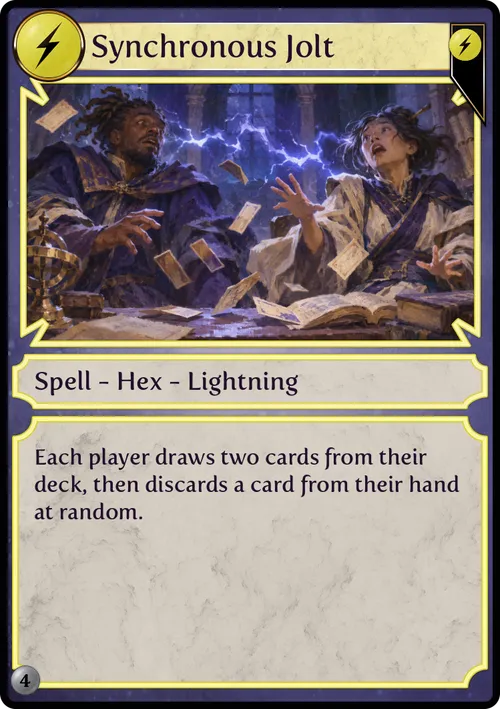 Synchronous Jolt
Spell - Hex - Lightning
Each player draws two cards from their
deck, then discards a card from their hand
at random.
4